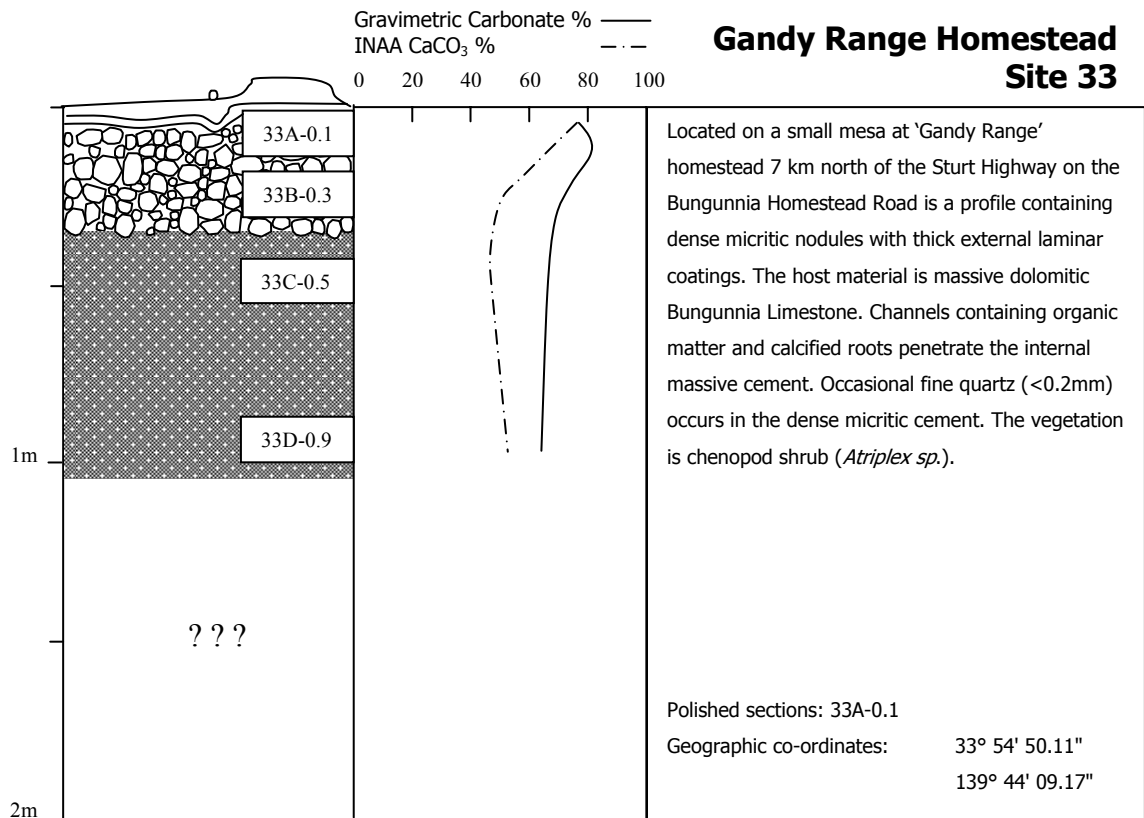 Gravimetric Carbonate %
INAA CaCO₃ %
0 20 40 60 80 100
Gandy Range Homestead
Site 33
33A-0.1
33B-0.3
33C-0.5
33D-0.9
1m
? ? ?
2m
Located on a small mesa at ‘Gandy Range’
homestead 7 km north of the Sturt Highway on the
Bungunnia Homestead Road is a profile containing
dense micritic nodules with thick external laminar
coatings. The host material is massive dolomitic
Bungunnia Limestone. Channels containing organic
matter and calcified roots penetrate the internal
massive cement. Occasional fine quartz (<0.2mm)
occurs in the dense micritic cement. The vegetation
is chenopod shrub (Atriplex sp.).
Polished sections: 33A-0.1
Geographic co-ordinates: 33° 54' 50.11"
139° 44' 09.17"